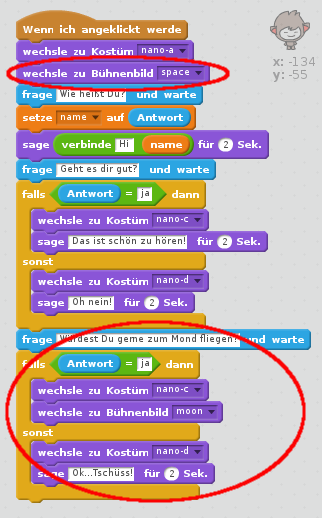 Wenn ich angeklickt werde
x: -134
y: -55
wechsle zu Kostüm nano-a
wechsle zu Bühnenbild space
frage Wie heißt Du? und warte
setze name auf Antwort
sage verbinde Hi name für 2 Sek.
frage Geht es dir gut? und warte
falls Antwort = ja dann
wechsle zu Kostüm nano-c
sage Das ist schön zu hören! für 2 Sek.
sonst
wechsle zu Kostüm nano-d
sage Oh nein! für 2 Sek.
frage Würdest Du gerne zum Mond fliegen? und warte
falls Antwort = ja dann
wechsle zu Kostüm nano-c
wechsle zu Bühnenbild moon
sonst
wechsle zu Kostüm nano-d
sage Ok...Tschüss! für 2 Sek.